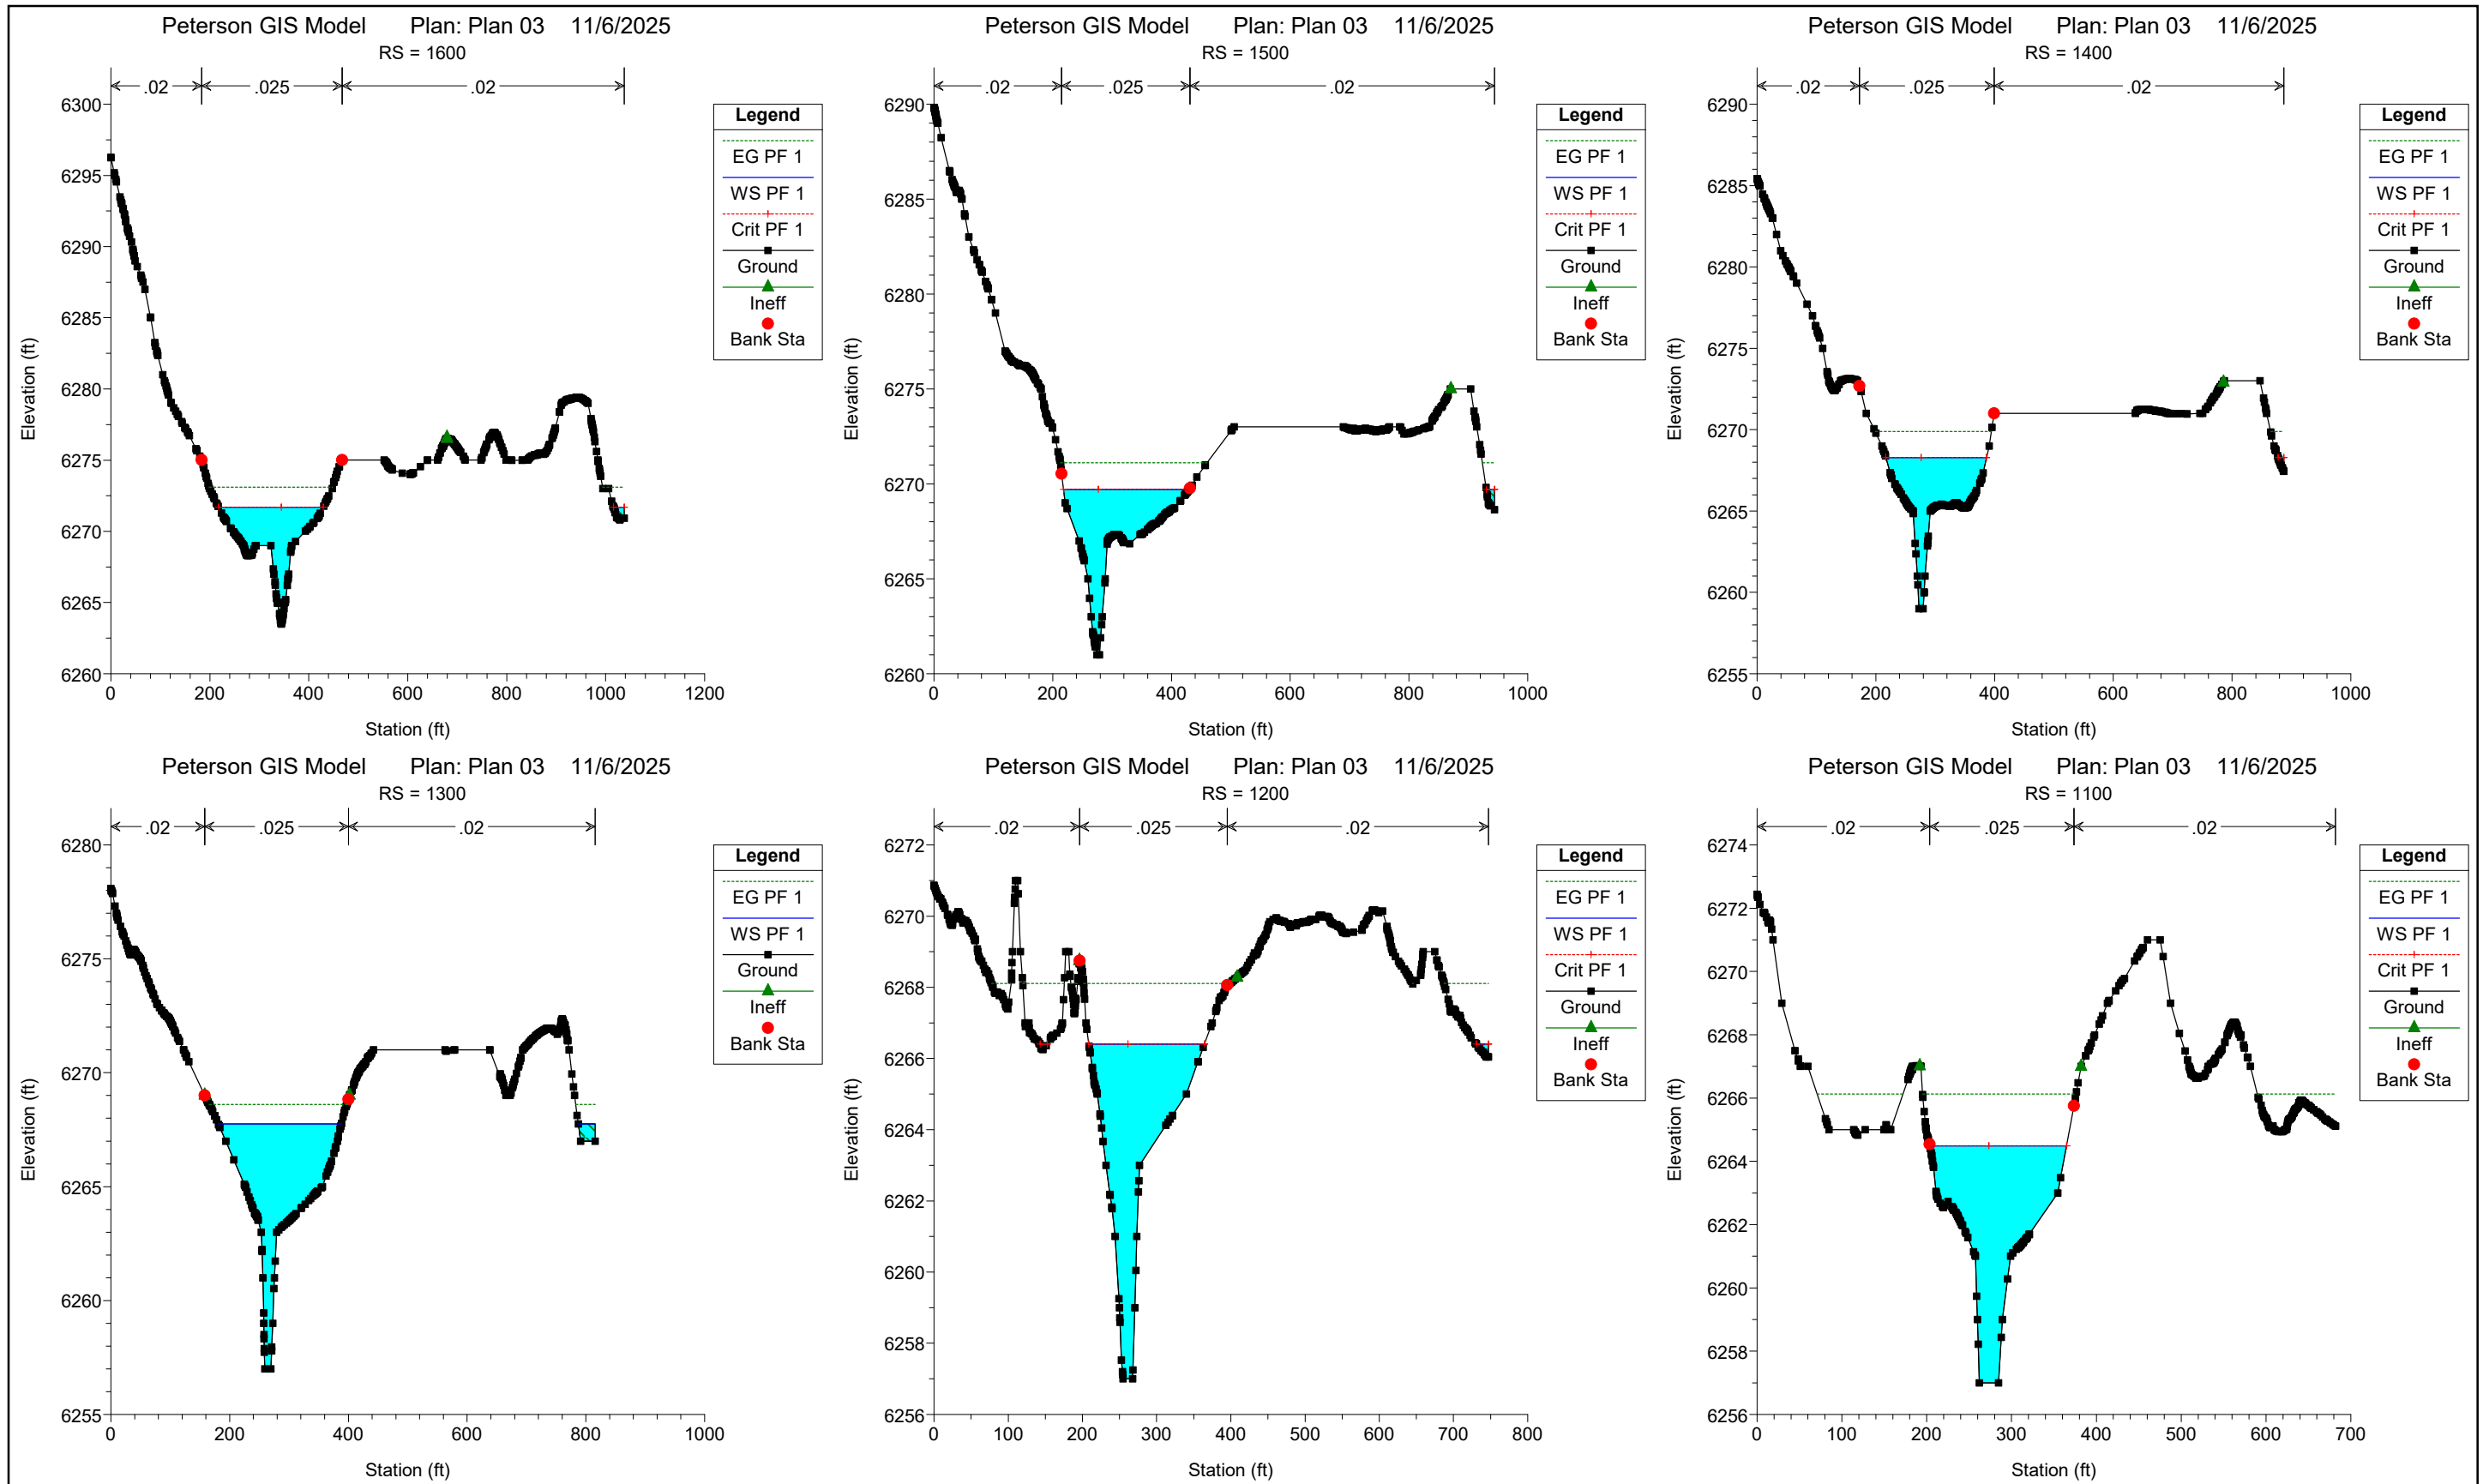 Peterson GIS Model Plan: Plan 03 11/6/2025
RS = 1600
.02 .025 .02
Elevation (ft)
6300
6295
6290
6285
6280
6275
6270
6265
6260
0 200 400 600 800 1000 1200
Station (ft)
Legend
EG PF 1
WS PF 1
Crit PF 1
Ground
Ineff
Bank Sta
Peterson GIS Model Plan: Plan 03 11/6/2025
RS = 1500
.02 .025 .02
Elevation (ft)
6290
6285
6280
6275
6270
6265
6260
0 200 400 600 800 1000
Station (ft)
Legend
EG PF 1
WS PF 1
Crit PF 1
Ground
Ineff
Bank Sta
Peterson GIS Model Plan: Plan 03 11/6/2025
RS = 1400
.02 .025 .02
Elevation (ft)
6290
6285
6280
6275
6270
6265
6260
6255
0 200 400 600 800 1000
Station (ft)
Legend
EG PF 1
WS PF 1
Crit PF 1
Ground
Ineff
Bank Sta
Peterson GIS Model Plan: Plan 03 11/6/2025
RS = 1300
.02 .025 .02
Elevation (ft)
6280
6275
6270
6265
6260
6255
0 200 400 600 800 1000
Station (ft)
Legend
EG PF 1
WS PF 1
Ground
Ineff
Bank Sta
Peterson GIS Model Plan: Plan 03 11/6/2025
RS = 1200
.02 .025 .02
Elevation (ft)
6272
6270
6268
6266
6264
6262
6260
6258
6256
0 100 200 300 400 500 600 700 800
Station (ft)
Legend
EG PF 1
WS PF 1
Crit PF 1
Ground
Ineff
Bank Sta
Peterson GIS Model Plan: Plan 03 11/6/2025
RS = 1100
.02 .025 .02
Elevation (ft)
6274
6272
6270
6268
6266
6264
6262
6260
6258
6256
0 100 200 300 400 500 600 700
Station (ft)
Legend
EG PF 1
WS PF 1
Crit PF 1
Ground
Ineff
Bank Sta